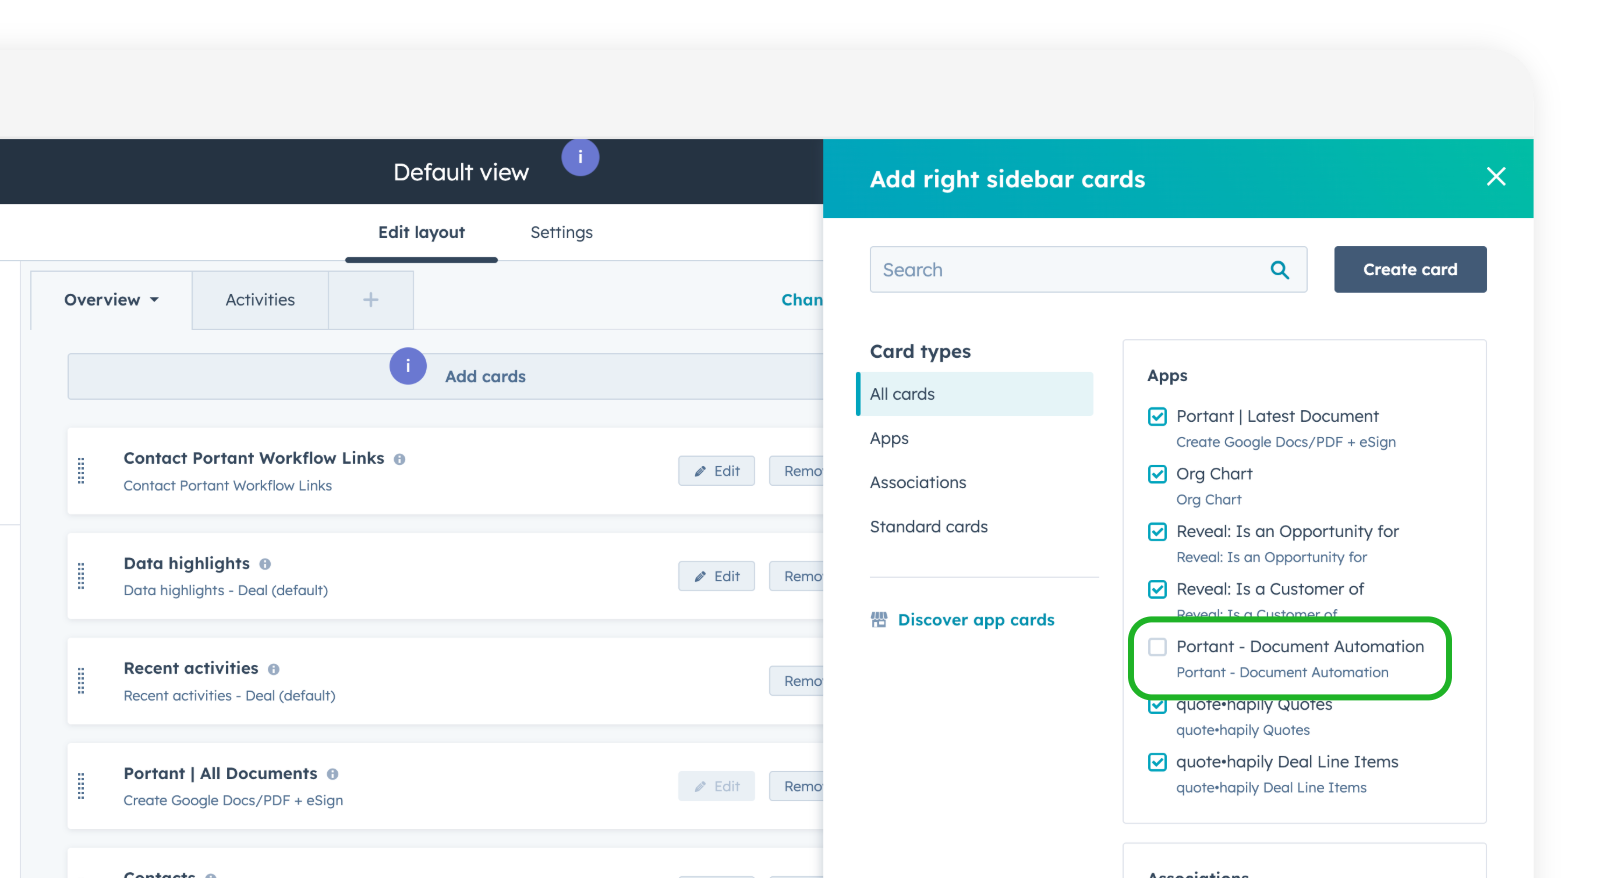 Default view
i
Add right sidebar cards
Edit layout
Settings
Search
Create card
Overview
Activities
+
Chan
i
Add cards
Contact Portant Workflow Links
Contact Portant Workflow Links
Edit
Remo
Data highlights
Data highlights - Deal (default)
Edit
Remo
Recent activities
Recent activities - Deal (default)
Remo
Portant | All Documents
Create Google Docs/PDF + eSign
Edit
Remo
Contacts
Card types
All cards
Apps
Associations
Standard cards
Discover app cards
Apps
Portant | Latest Document
Create Google Docs/PDF + eSign
Org Chart
Org Chart
Reveal: Is an Opportunity for
Reveal: Is an Opportunity for
Reveal: Is a Customer of
Reveal: Is a Customer of
Portant - Document Automation
Portant - Document Automation
quote•hapily Quotes
quote•hapily Quotes
quote•hapily Deal Line Items
quote•hapily Deal Line Items
Associations